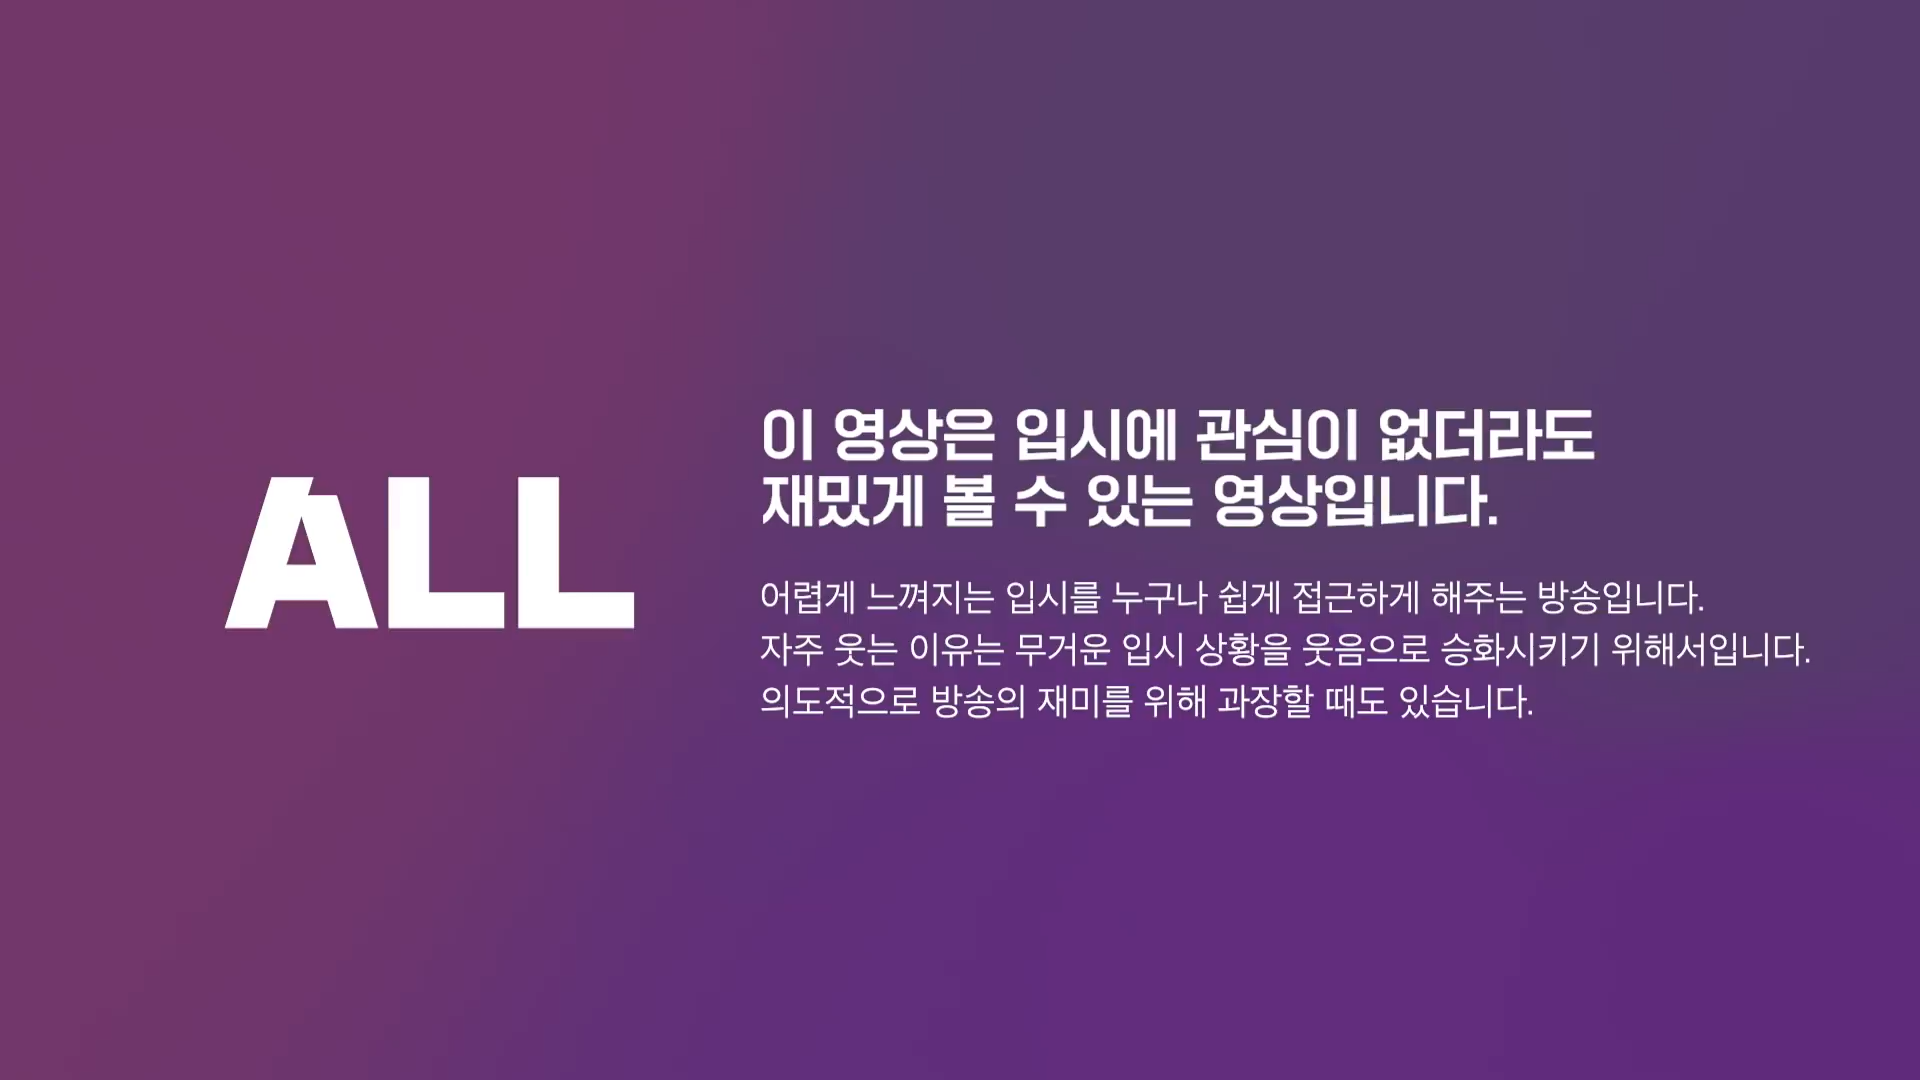 ALL
이 영상은 입시에 관심이 없더라도
재밌게 볼 수 있는 영상입니다.
어렵게 느껴지는 입시를 누구나 쉽게 접근하게 해주는 방송입니다.
자주 웃는 이유는 무거운 입시 상황을 웃음으로 승화시키기 위해서입니다.
의도적으로 방송의 재미를 위해 과장할 때도 있습니다.